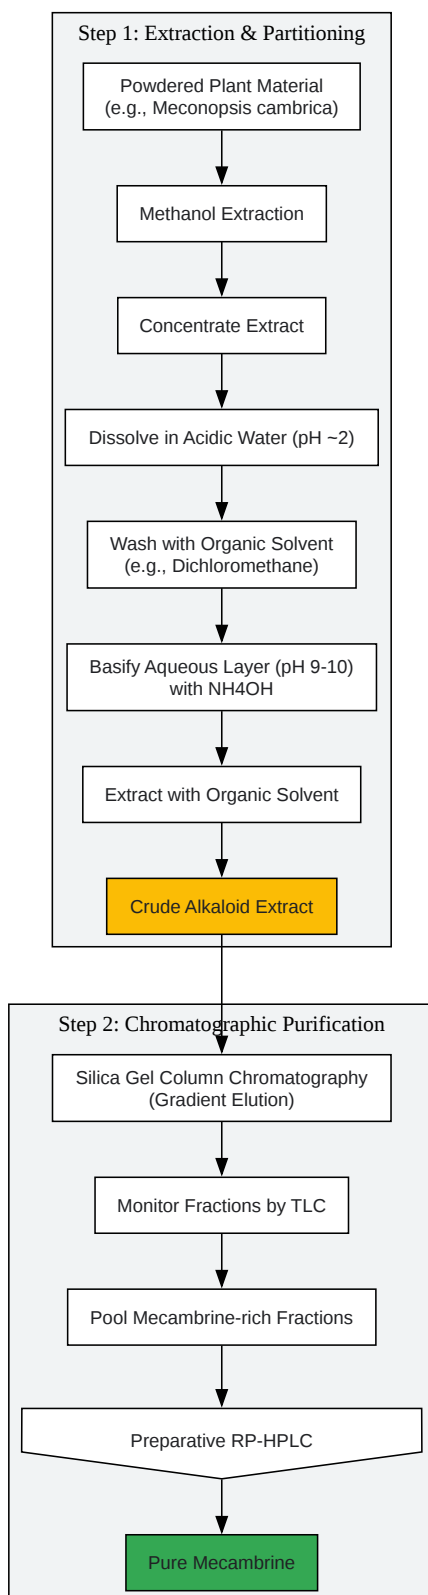 Step 1: Extraction & Partitioning
Powdered Plant Material
(e.g., Meconopsis cambrica)
Methanol Extraction
Concentrate Extract
Dissolve in Acidic Water (pH ~2)
Wash with Organic Solvent
(e.g., Dichloromethane)
Basify Aqueous Layer (pH 9-10)
with NH4OH
Extract with Organic Solvent
Crude Alkaloid Extract
Step 2: Chromatographic Purification
Silica Gel Column Chromatography
(Gradient Elution)
Monitor Fractions by TLC
Pool Mecambrine-rich Fractions
Preparative RP-HPLC
Pure Mecambrine